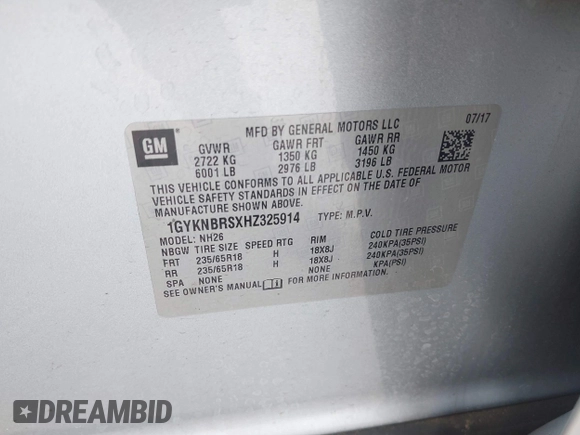 GM
MFD BY GENERAL MOTORS LLC 07/17
GVWR GAWR FRT GAWR RR
2722 KG 1350 KG 1450 KG
6001 LB 2976 LB 3196 LB
THIS VEHICLE CONFORMS TO ALL APPLICABLE U.S. FEDERAL MOTOR
VEHICLE SAFETY STANDARDS IN EFFECT ON THE DATE OF
MANUFACTURE SHOWN ABOVE.
1GYKNBRSXHZ325914 TYPE: M.P.V.
MODEL: NH26
NBGW TIRE SIZE SPEED RTG RIM COLD TIRE PRESSURE
FRT 235/65R18 H 18X8J 240KPA(35PSI)
RR 235/65R18 H 18X8J 240KPA(35PSI)
SPA NONE NONE KPA(PSI)
SEE OWNER'S MANUAL FOR MORE INFORMATION.
DREAMBID